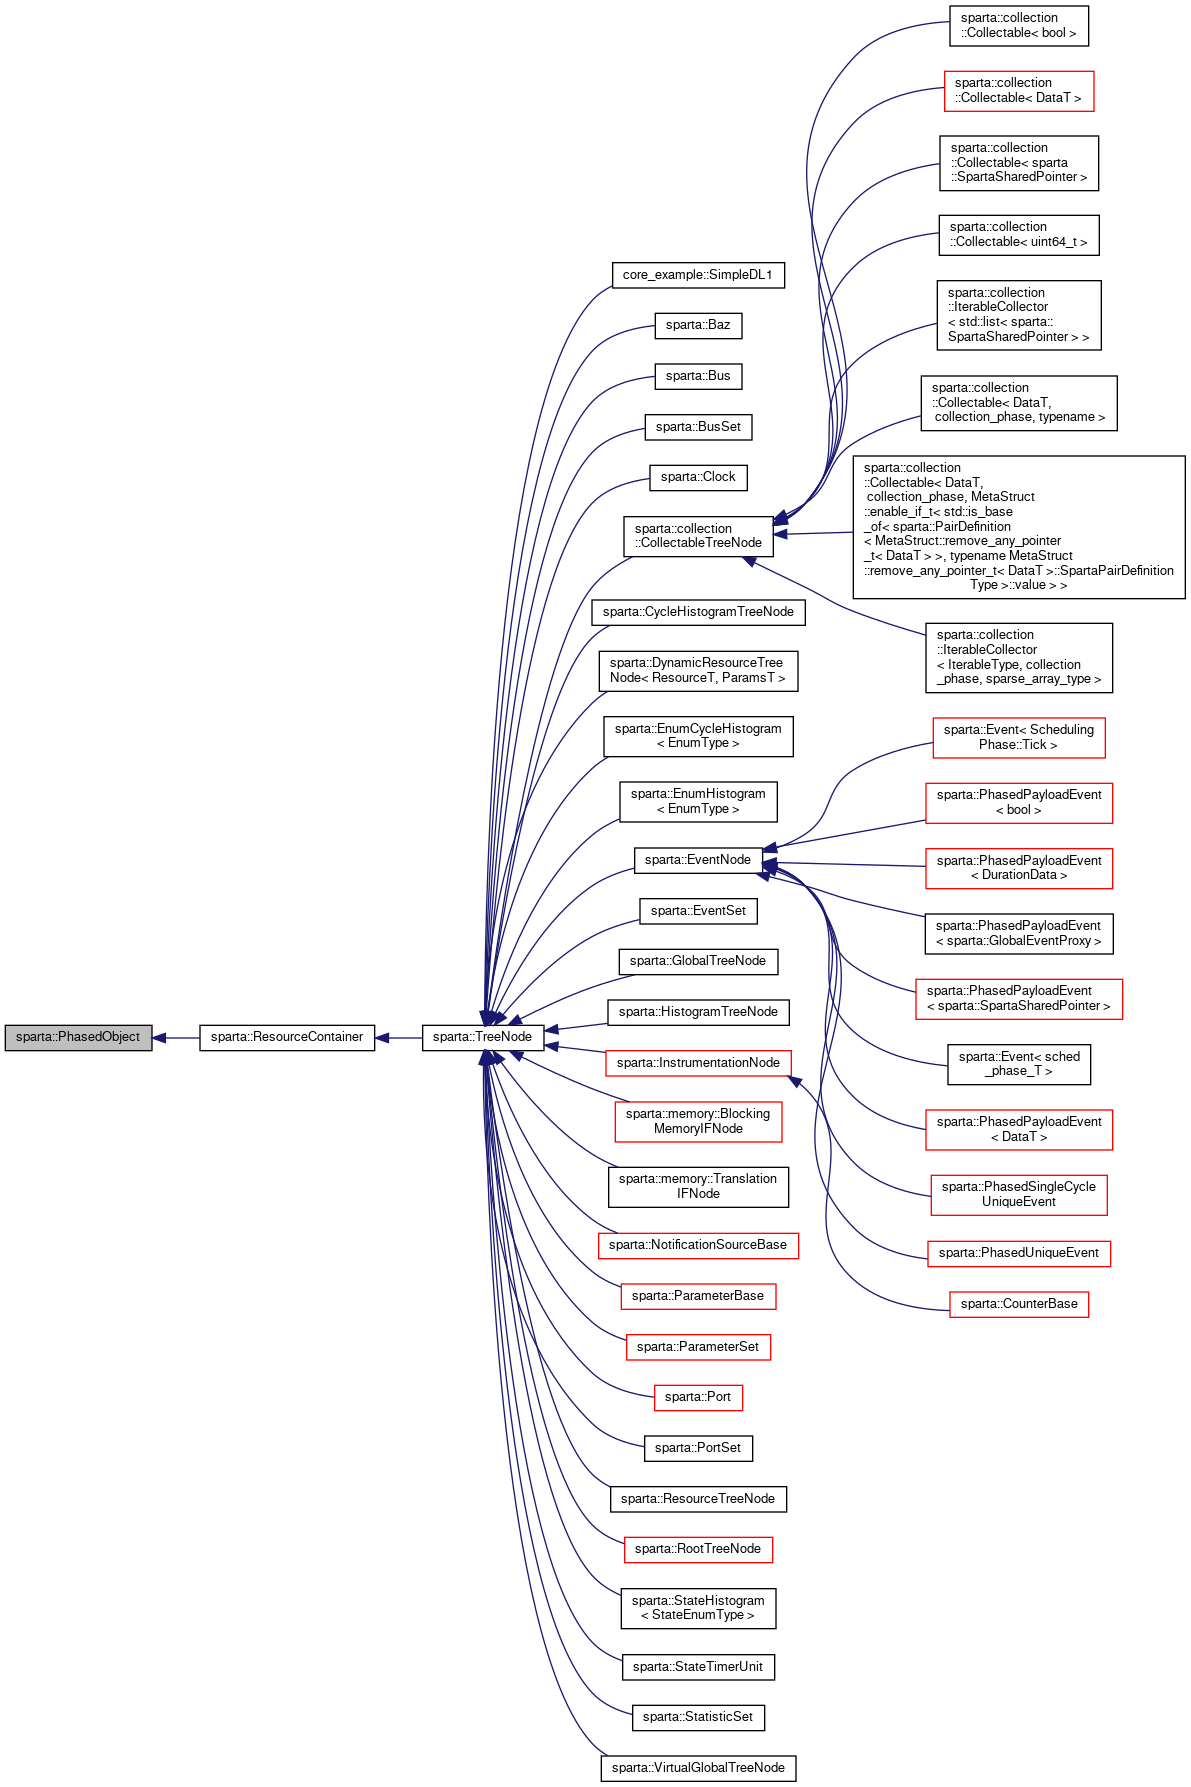 sparta::PhasedObject
sparta::ResourceContainer
sparta::TreeNode
core_example::SimpleDL1
sparta::Baz
sparta::Bus
sparta::BusSet
sparta::Clock
sparta::collection
::CollectableTreeNode
sparta::CycleHistogramTreeNode
sparta::DynamicResourceTree
Node< ResourceT, ParamsT >
sparta::EnumCycleHistogram
< EnumType >
sparta::EnumHistogram
< EnumType >
sparta::EventNode
sparta::EventSet
sparta::GlobalTreeNode
sparta::HistogramTreeNode
sparta::InstrumentationNode
sparta::memory::Blocking
MemoryIFNode
sparta::memory::Translation
IFNode
sparta::NotificationSourceBase
sparta::ParameterBase
sparta::ParameterSet
sparta::Port
sparta::PortSet
sparta::ResourceTreeNode
sparta::RootTreeNode
sparta::StateHistogram
< StateEnumType >
sparta::StateTimerUnit
sparta::StatisticSet
sparta::VirtualGlobalTreeNode
sparta::collection
::Collectable< bool >
sparta::collection
::Collectable< DataT >
sparta::collection
::Collectable< sparta
::SpartaSharedPointer >
sparta::collection
::Collectable< uint64_t >
sparta::collection
::IterableCollector
< std::list< sparta::
SpartaSharedPointer > >
sparta::collection
::Collectable< DataT,
collection_phase, typename >
sparta::collection
::Collectable< DataT,
collection_phase, MetaStruct
::enable_if_t< std::is_base
_of< sparta::PairDefinition
< MetaStruct::remove_any_pointer
_t< DataT > >, typename MetaStruct
::remove_any_pointer_t< DataT >::SpartaPairDefinition
Type >::value > >
sparta::collection
::IterableCollector
< IterableType, collection
_phase, sparse_array_type >
sparta::Event< Scheduling
Phase::Tick >
sparta::PhasedPayloadEvent
< bool >
sparta::PhasedPayloadEvent
< DurationData >
sparta::PhasedPayloadEvent
< sparta::GlobalEventProxy >
sparta::PhasedPayloadEvent
< sparta::SpartaSharedPointer >
sparta::Event< sched
_phase_T >
sparta::PhasedPayloadEvent
< DataT >
sparta::PhasedSingleCycle
UniqueEvent
sparta::PhasedUniqueEvent
sparta::CounterBase